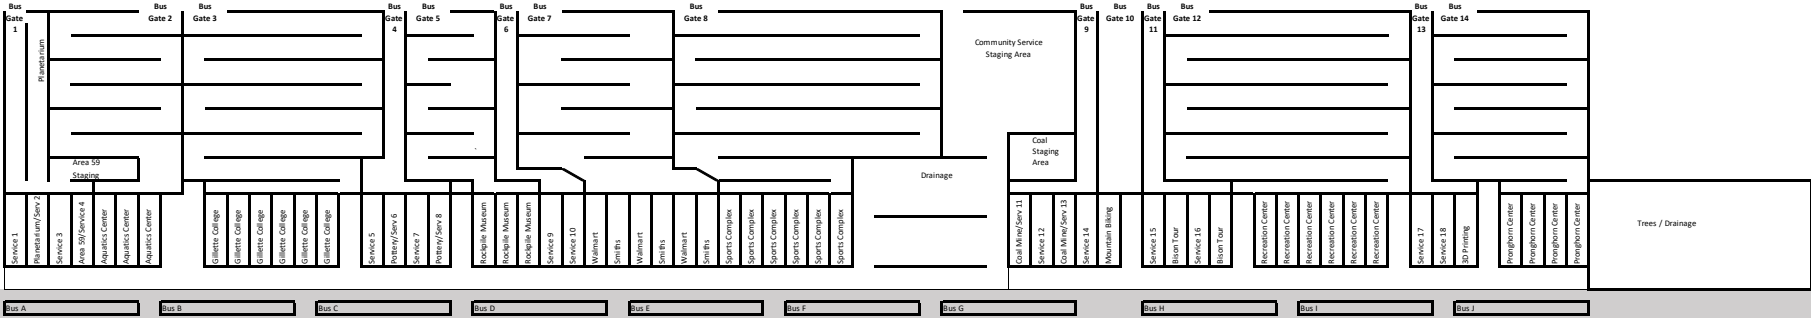 Bus
Gate
1
Bus
Gate 2
Bus
Gate 3
Bus
Gate
4
Bus
Gate 5
Bus
Gate
6
Bus
Gate 7
Bus
Gate 8
Bus
Gate
9
Bus
Gate 10
Bus
Gate
11
Bus
Gate 12
Bus
Gate
13
Bus
Gate 14
Planetarium
Community Service
Staging Area
Area 59
Staging
Coal
Staging
Area
Drainage
Trees / Drainage
Service 1
Planetarium/Serv 2
Service 3
Area 59/Service 4
Aquatics Center
Aquatics Center
Aquatics Center
Gillette College
Gillette College
Gillette College
Gillette College
Gillette College
Gillette College
Service 5
Pottery/Serv 6
Service 7
Pottery/Serv 8
Rockpile Museum
Rockpile Museum
Rockpile Museum
Service 9
Service 10
Walmart
Smiths
Walmart
Smiths
Walmart
Smiths
Sports Complex
Sports Complex
Sports Complex
Sports Complex
Sports Complex
Sports Complex
Coal Mine/Serv 11
Service 12
Coal Mine/Serv 13
Service 14
Mountain Biking
Service 15
Bison Tour
Service 16
Bison Tour
Recreation Center
Recreation Center
Recreation Center
Recreation Center
Recreation Center
Recreation Center
Service 17
Service 18
3D Printing
Pronghorn Center
Pronghorn Center
Pronghorn Center
Pronghorn Center
Bus A
Bus B
Bus C
Bus D
Bus E
Bus F
Bus G
Bus H
Bus I
Bus J